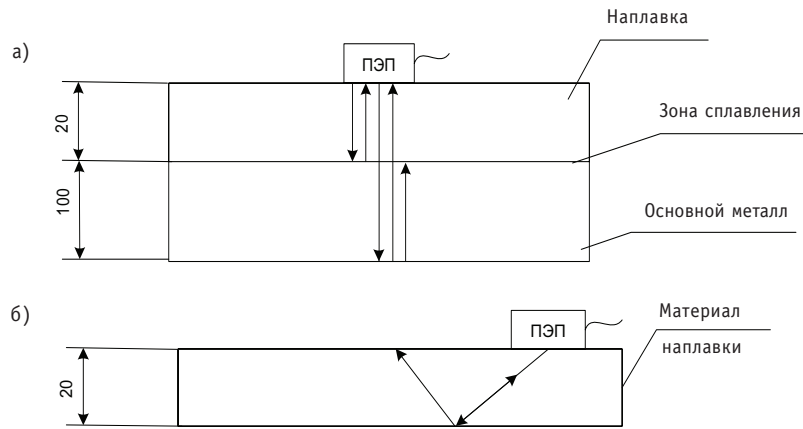 а)
ПЭП
Наплавка
20
Зона сплавления
100
Основной металл
б)
ПЭП
Материал
наплавки
20